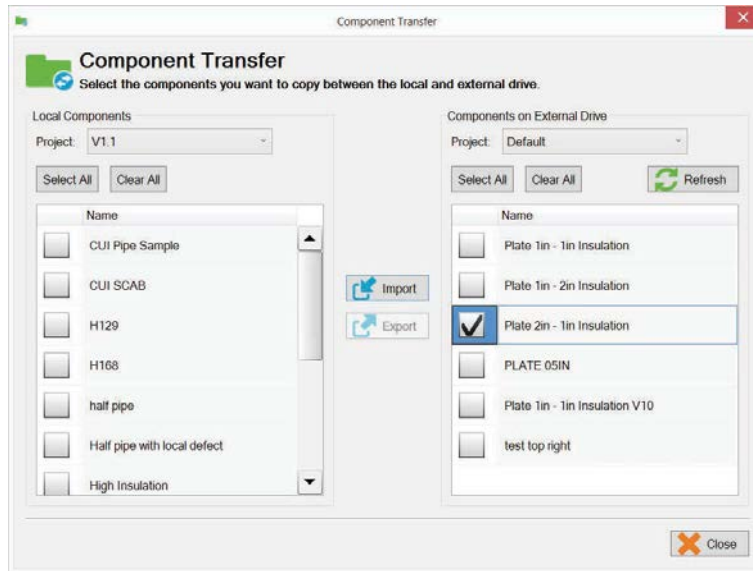 Component Transfer
Component Transfer
Select the components you want to copy between the local and external drive.
Local Components
Project: V1.1
Select All Clear All
Name
CUI Pipe Sample
CUI SCAB
H129
H168
half pipe
Half pipe with local defect
High Insulation
Import
Export
Components on External Drive
Project: Default
Select All Clear All Refresh
Name
Plate 1in - 1in Insulation
Plate 1in - 2in Insulation
Plate 2in - 1in Insulation
PLATE 05IN
Plate 1in - 1in Insulation V10
test top right
Close